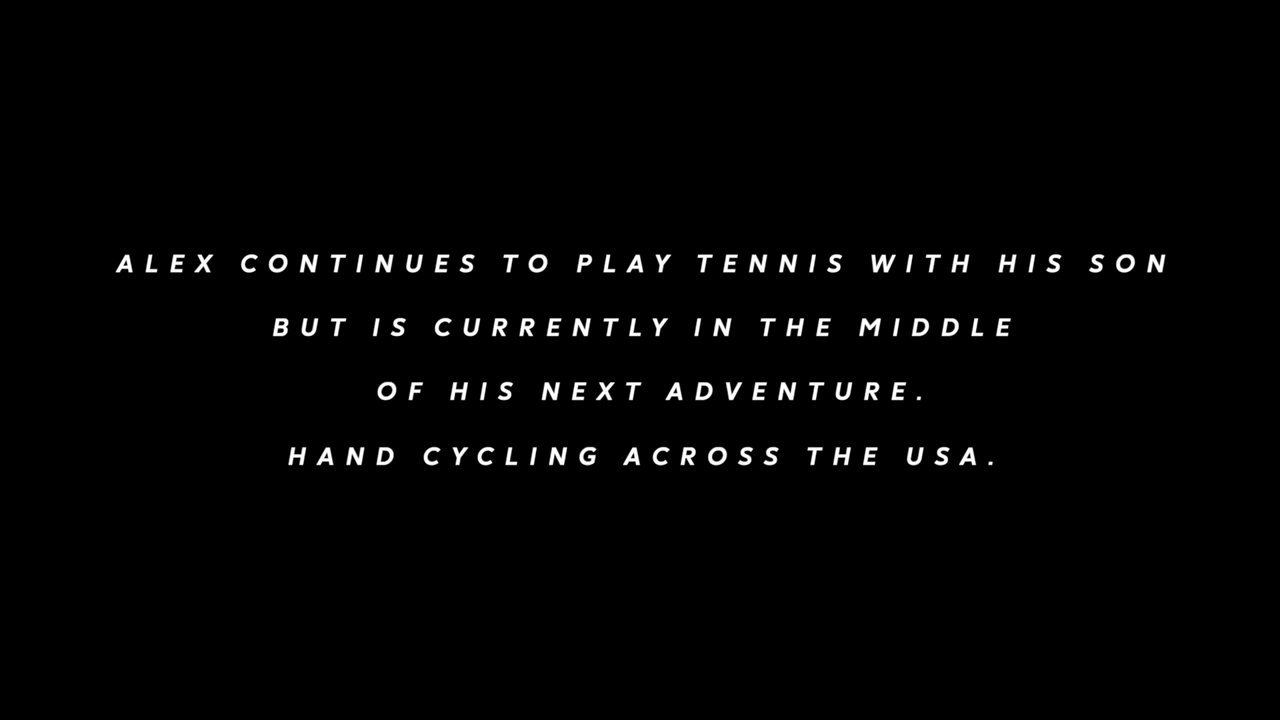 ALEX CONTINUES TO PLAY TENNIS WITH HIS SON
BUT IS CURRENTLY IN THE MIDDLE
OF HIS NEXT ADVENTURE.
HAND CYCLING ACROSS THE USA.